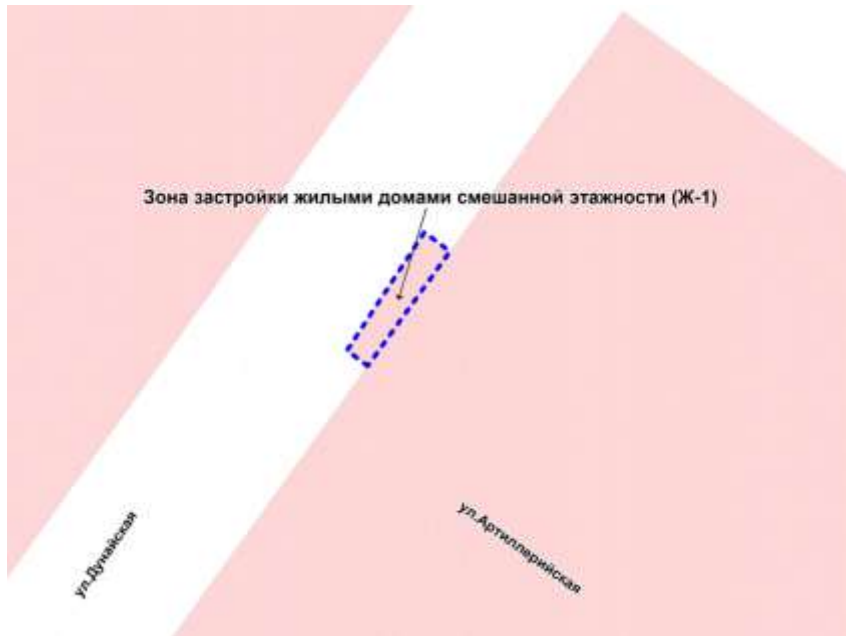 Зона застройки жилыми домами смешанной этажности (Ж-1)
ул.Дунайская
ул.Артиллерийская